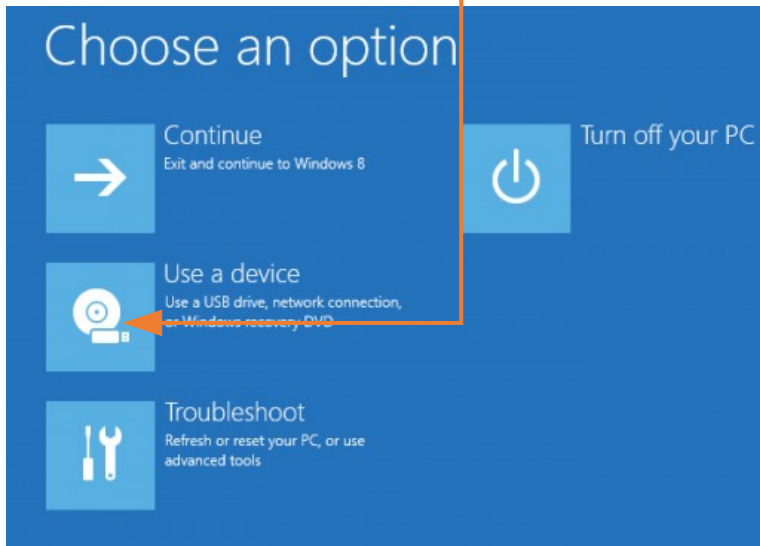 Choose an option
Continue
Exit and continue to Windows 8
Turn off your PC
Use a device
Use a USB drive, network connection,
or Windows recovery DVD
Troubleshoot
Refresh or reset your PC, or use
advanced tools